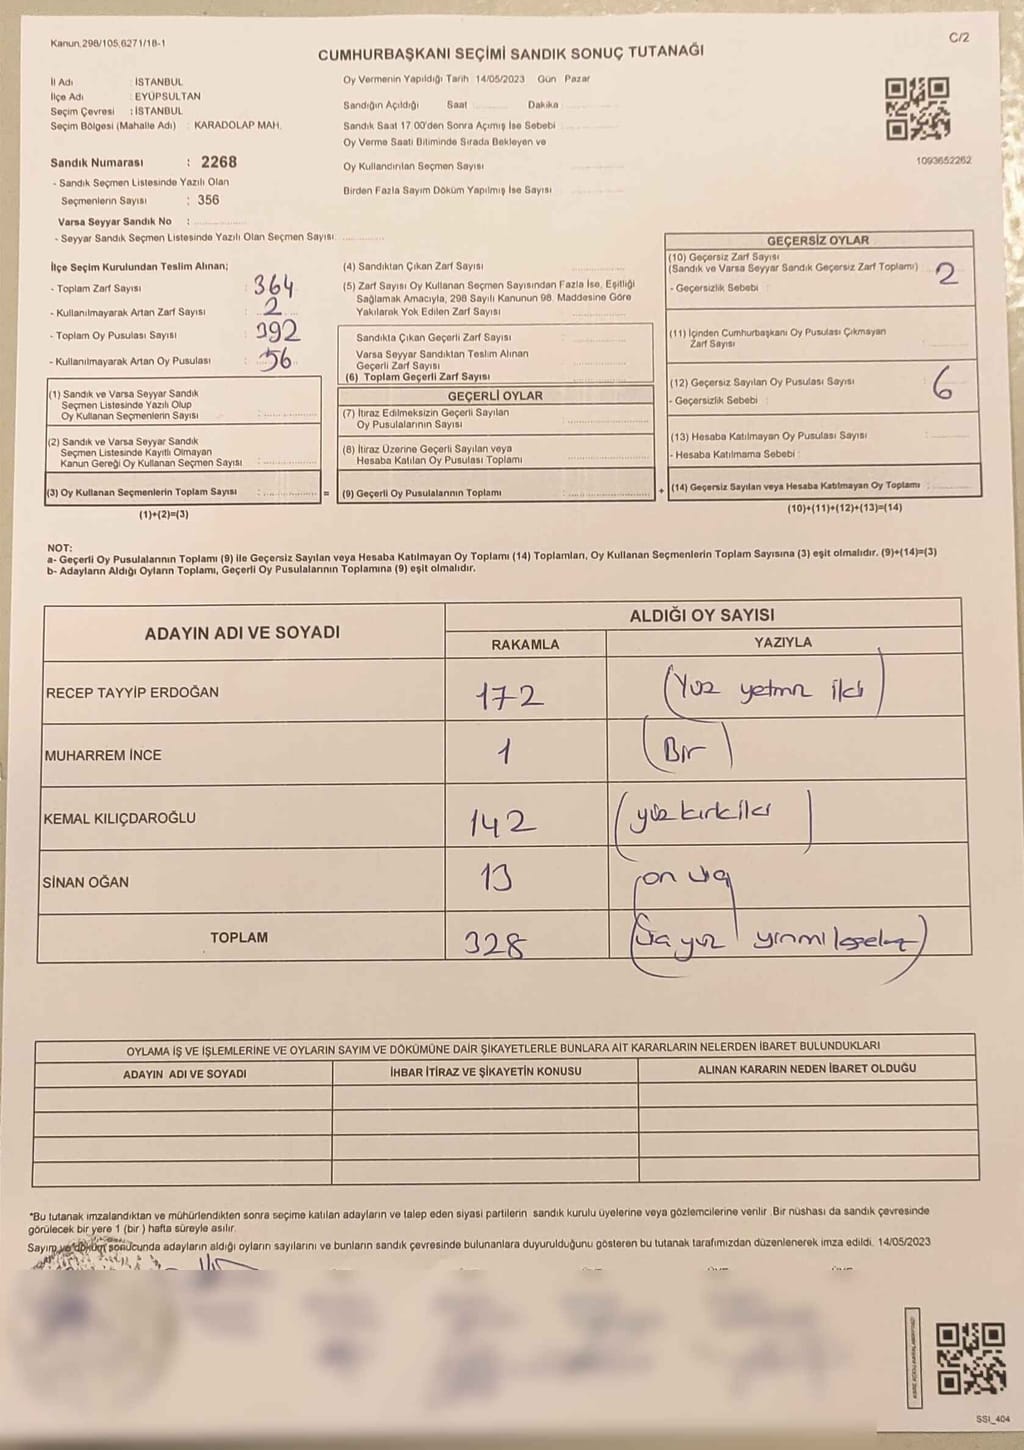 Kanun.298/105.6271/18-1
C/2
CUMHURBAŞKANI SEÇİMİ SANDIK SONUÇ TUTANAĞI
İl Adı : İSTANBUL
İlçe Adı : EYÜPSULTAN
Seçim Çevresi : İSTANBUL
Seçim Bölgesi (Mahalle Adı) : KARADOLAP MAH.
Sandık Numarası : 2268
- Sandık Seçmen Listesinde Yazılı Olan
Seçmenlerin Sayısı : 356
Varsa Seyyar Sandık No :
- Seyyar Sandık Seçmen Listesinde Yazılı Olan Seçmen Sayısı:
Oy Vermenin Yapıldığı Tarih 14/05/2023 Gün Pazar
Sandığın Açıldığı Saat Dakika
Sandık Saat 17.00'den Sonra Açımış İse Sebebi
Oy Verme Saati Bitiminde Sırada Bekleyen ve
Oy Kullandırılan Seçmen Sayısı
Birden Fazla Sayım Döküm Yapılmış İse Sayısı
1093652262
İlçe Seçim Kurulundan Teslim Alınan;
- Toplam Zarf Sayısı : 364
- Kullanılmayarak Artan Zarf Sayısı : 2
- Toplam Oy Pusulası Sayısı : 392
- Kullanılmayarak Artan Oy Pusulası : 56
(4) Sandıktan Çıkan Zarf Sayısı
(5) Zarf Sayısı Oy Kullanan Seçmen Sayısından Fazla İse, Eşitliği
Sağlamak Amacıyla, 298 Sayılı Kanunun 98. Maddesine Göre
Yakılarak Yok Edilen Zarf Sayısı
Sandıkta Çıkan Geçerli Zarf Sayısı
Varsa Seyyar Sandıktan Teslim Alınan
Geçerli Zarf Sayısı
(6) Toplam Geçerli Zarf Sayısı
GEÇERSİZ OYLAR
(10) Geçersiz Zarf Sayısı
(Sandık ve Varsa Seyyar Sandık Geçersiz Zarf Toplamı) 2
- Geçersizlik Sebebi :
(11) İçinden Cumhurbaşkanı Oy Pusulası Çıkmayan
Zarf Sayısı
(12) Geçersiz Sayılan Oy Pusulası Sayısı : 6
- Geçersizlik Sebebi :
(13) Hesaba Katılmayan Oy Pusulası Sayısı
- Hesaba Katılmama Sebebi :
(14) Geçersiz Sayılan veya Hesaba Katılmayan Oy Toplamı :
(10)+(11)+(12)+(13)=(14)
(1) Sandık ve Varsa Seyyar Sandık
Seçmen Listesinde Yazılı Olup
Oy Kullanan Seçmenlerin Sayısı :
(2) Sandık ve Varsa Seyyar Sandık
Seçmen Listesinde Kayıtlı Olmayan
Kanun Gereği Oy Kullanan Seçmen Sayısı :
(3) Oy Kullanan Seçmenlerin Toplam Sayısı : =
(1)+(2)=(3)
GEÇERLİ OYLAR
(7) İtiraz Edilmeksizin Geçerli Sayılan
Oy Pusulalarının Sayısı
(8) İtiraz Üzerine Geçerli Sayılan veya
Hesaba Katılan Oy Pusulası Toplamı
(9) Geçerli Oy Pusulalarının Toplamı +
NOT:
a- Geçerli Oy Pusulalarının Toplamı (9) ile Geçersiz Sayılan veya Hesaba Katılmayan Oy Toplamı (14) Toplamları, Oy Kullanan Seçmenlerin Toplam Sayısına (3) eşit olmalıdır. (9)+(14)=(3)
b- Adayların Aldığı Oyların Toplamı, Geçerli Oy Pusulalarının Toplamına (9) eşit olmalıdır.
ADAYIN ADI VE SOYADI
ALDIĞI OY SAYISI
RAKAMLA YAZIYLA
RECEP TAYYİP ERDOĞAN 172 (Yüz yetmiş iki)
MUHARREM İNCE 1 (Bir)
KEMAL KILIÇDAROĞLU 142 (yüz kırk iki)
SİNAN OĞAN 13 (on üç)
TOPLAM 328 (Üç yüz yirmi sekiz)
OYLAMA İŞ VE İŞLEMLERİNE VE OYLARIN SAYIM VE DÖKÜMÜNE DAİR ŞİKAYETLERLE BUNLARA AİT KARARLARIN NELERDEN İBARET BULUNDUKLARI
ADAYIN ADI VE SOYADI
İHBAR İTİRAZ VE ŞİKAYETİN KONUSU
ALINAN KARARIN NEDEN İBARET OLDUĞU
*Bu tutanak imzalandıktan ve mühürlendikten sonra seçime katılan adayların ve talep eden siyasi partilerin sandık kurulu üyelerine veya gözlemcilerine verilir. Bir nüshası da sandık çevresinde
görülecek bir yere 1 (bir) hafta süreyle asılır.
Sayım ve döküm sonucunda adayların aldığı oyların sayılarını ve bunların sandık çevresinde bulunanlara duyurulduğunu gösteren bu tutanak tarafımızdan düzenlenerek imza edildi. 14/05/2023
SSI_404